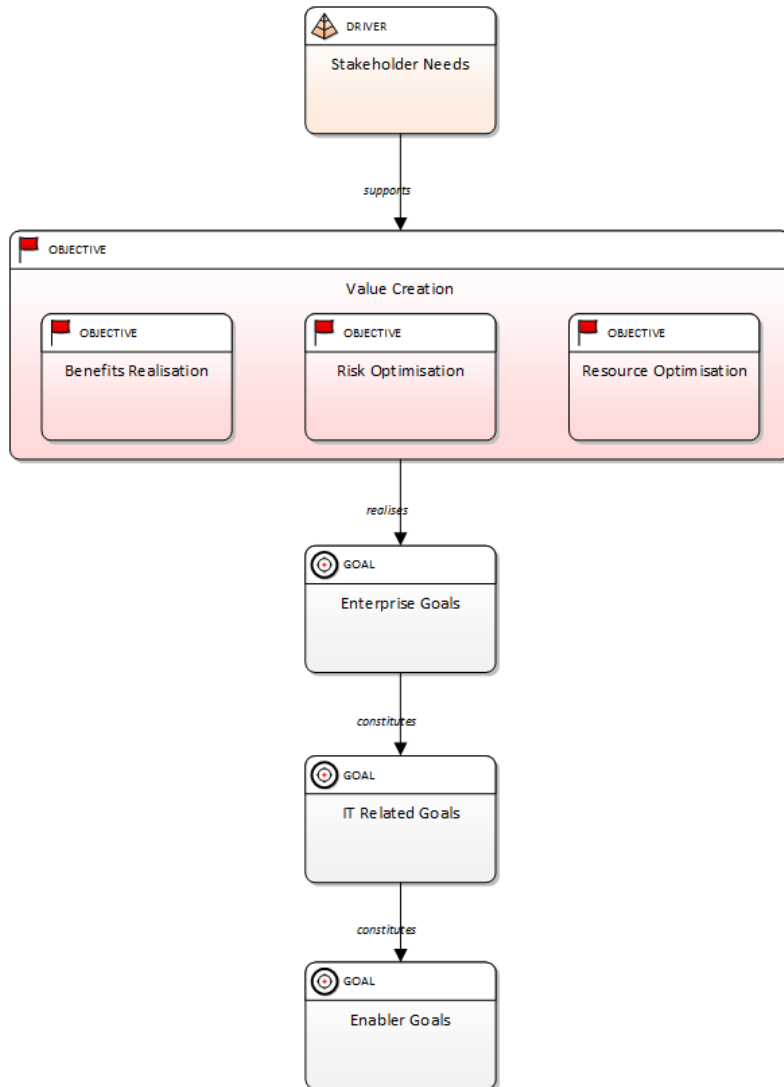 DRIVER
Stakeholder Needs
supports
OBJECTIVE
Value Creation
OBJECTIVE
Benefits Realisation
OBJECTIVE
Risk Optimisation
OBJECTIVE
Resource Optimisation
realises
GOAL
Enterprise Goals
constitutes
GOAL
IT Related Goals
constitutes
GOAL
Enabler Goals